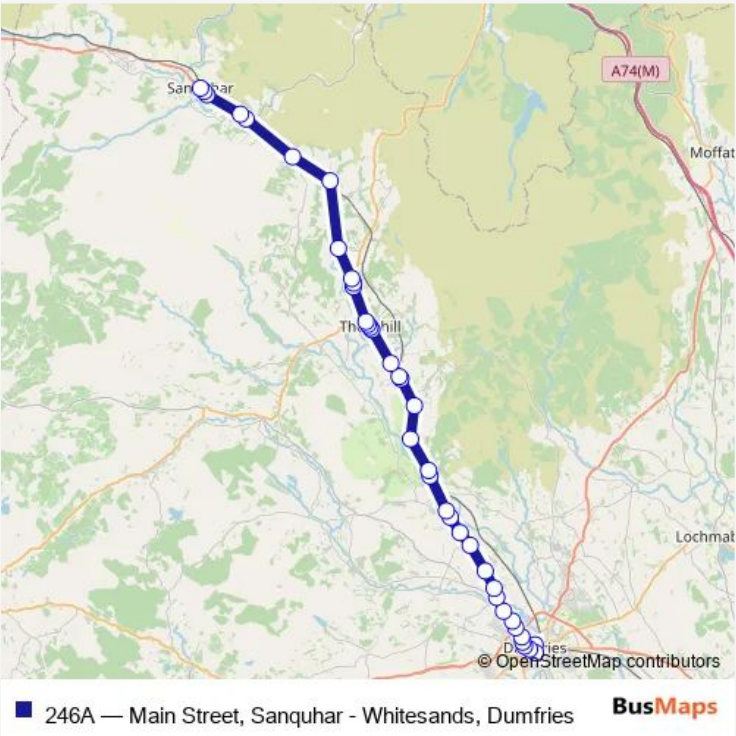 A74(M)
Moffat
Lochmab
© OpenStreetMap contributors
246A — Main Street, Sanquhar - Whitesands, Dumfries
BusMaps